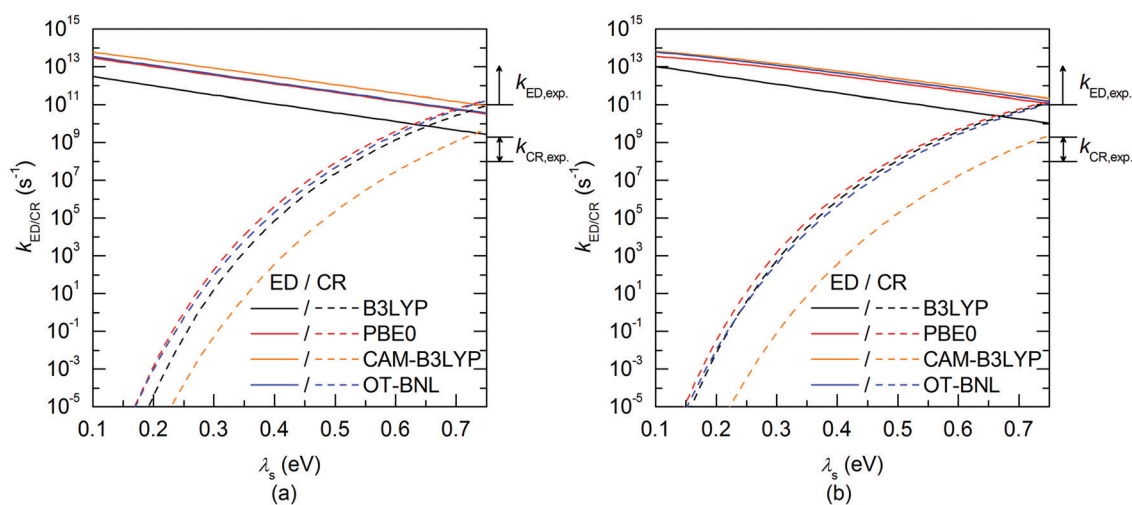 10^15
10^13
10^11
10^9
10^7
10^5
10^3
10^1
10^-1
10^-3
10^-5
k_ED/CR (s^-1)
0.1 0.2 0.3 0.4 0.5 0.6 0.7
λ_s (eV)
(a)
k_ED,exp.
k_CR,exp.
ED / CR
/ B3LYP
/ PBE0
/ CAM-B3LYP
/ OT-BNL
10^15
10^13
10^11
10^9
10^7
10^5
10^3
10^1
10^-1
10^-3
10^-5
k_ED/CR (s^-1)
0.1 0.2 0.3 0.4 0.5 0.6 0.7
λ_s (eV)
(b)
k_ED,exp.
k_CR,exp.
ED / CR
/ B3LYP
/ PBE0
/ CAM-B3LYP
/ OT-BNL